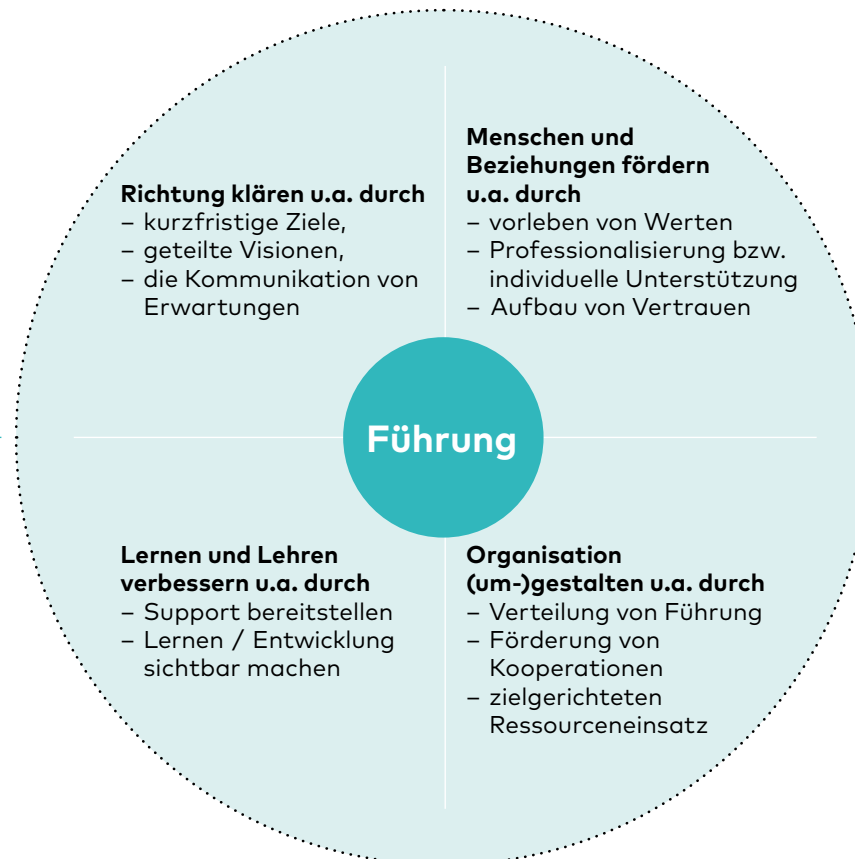 Richtung klären u.a. durch
– kurzfristige Ziele,
– geteilte Visionen,
– die Kommunikation von
Erwartungen
Menschen und
Beziehungen fördern
u.a. durch
– vorleben von Werten
– Professionalisierung bzw.
individuelle Unterstützung
– Aufbau von Vertrauen
Führung
Lernen und Lehren
verbessern u.a. durch
– Support bereitstellen
– Lernen / Entwicklung
sichtbar machen
Organisation
(um-)gestalten u.a. durch
– Verteilung von Führung
– Förderung von
Kooperationen
– zielgerichteten
Ressourceneinsatz